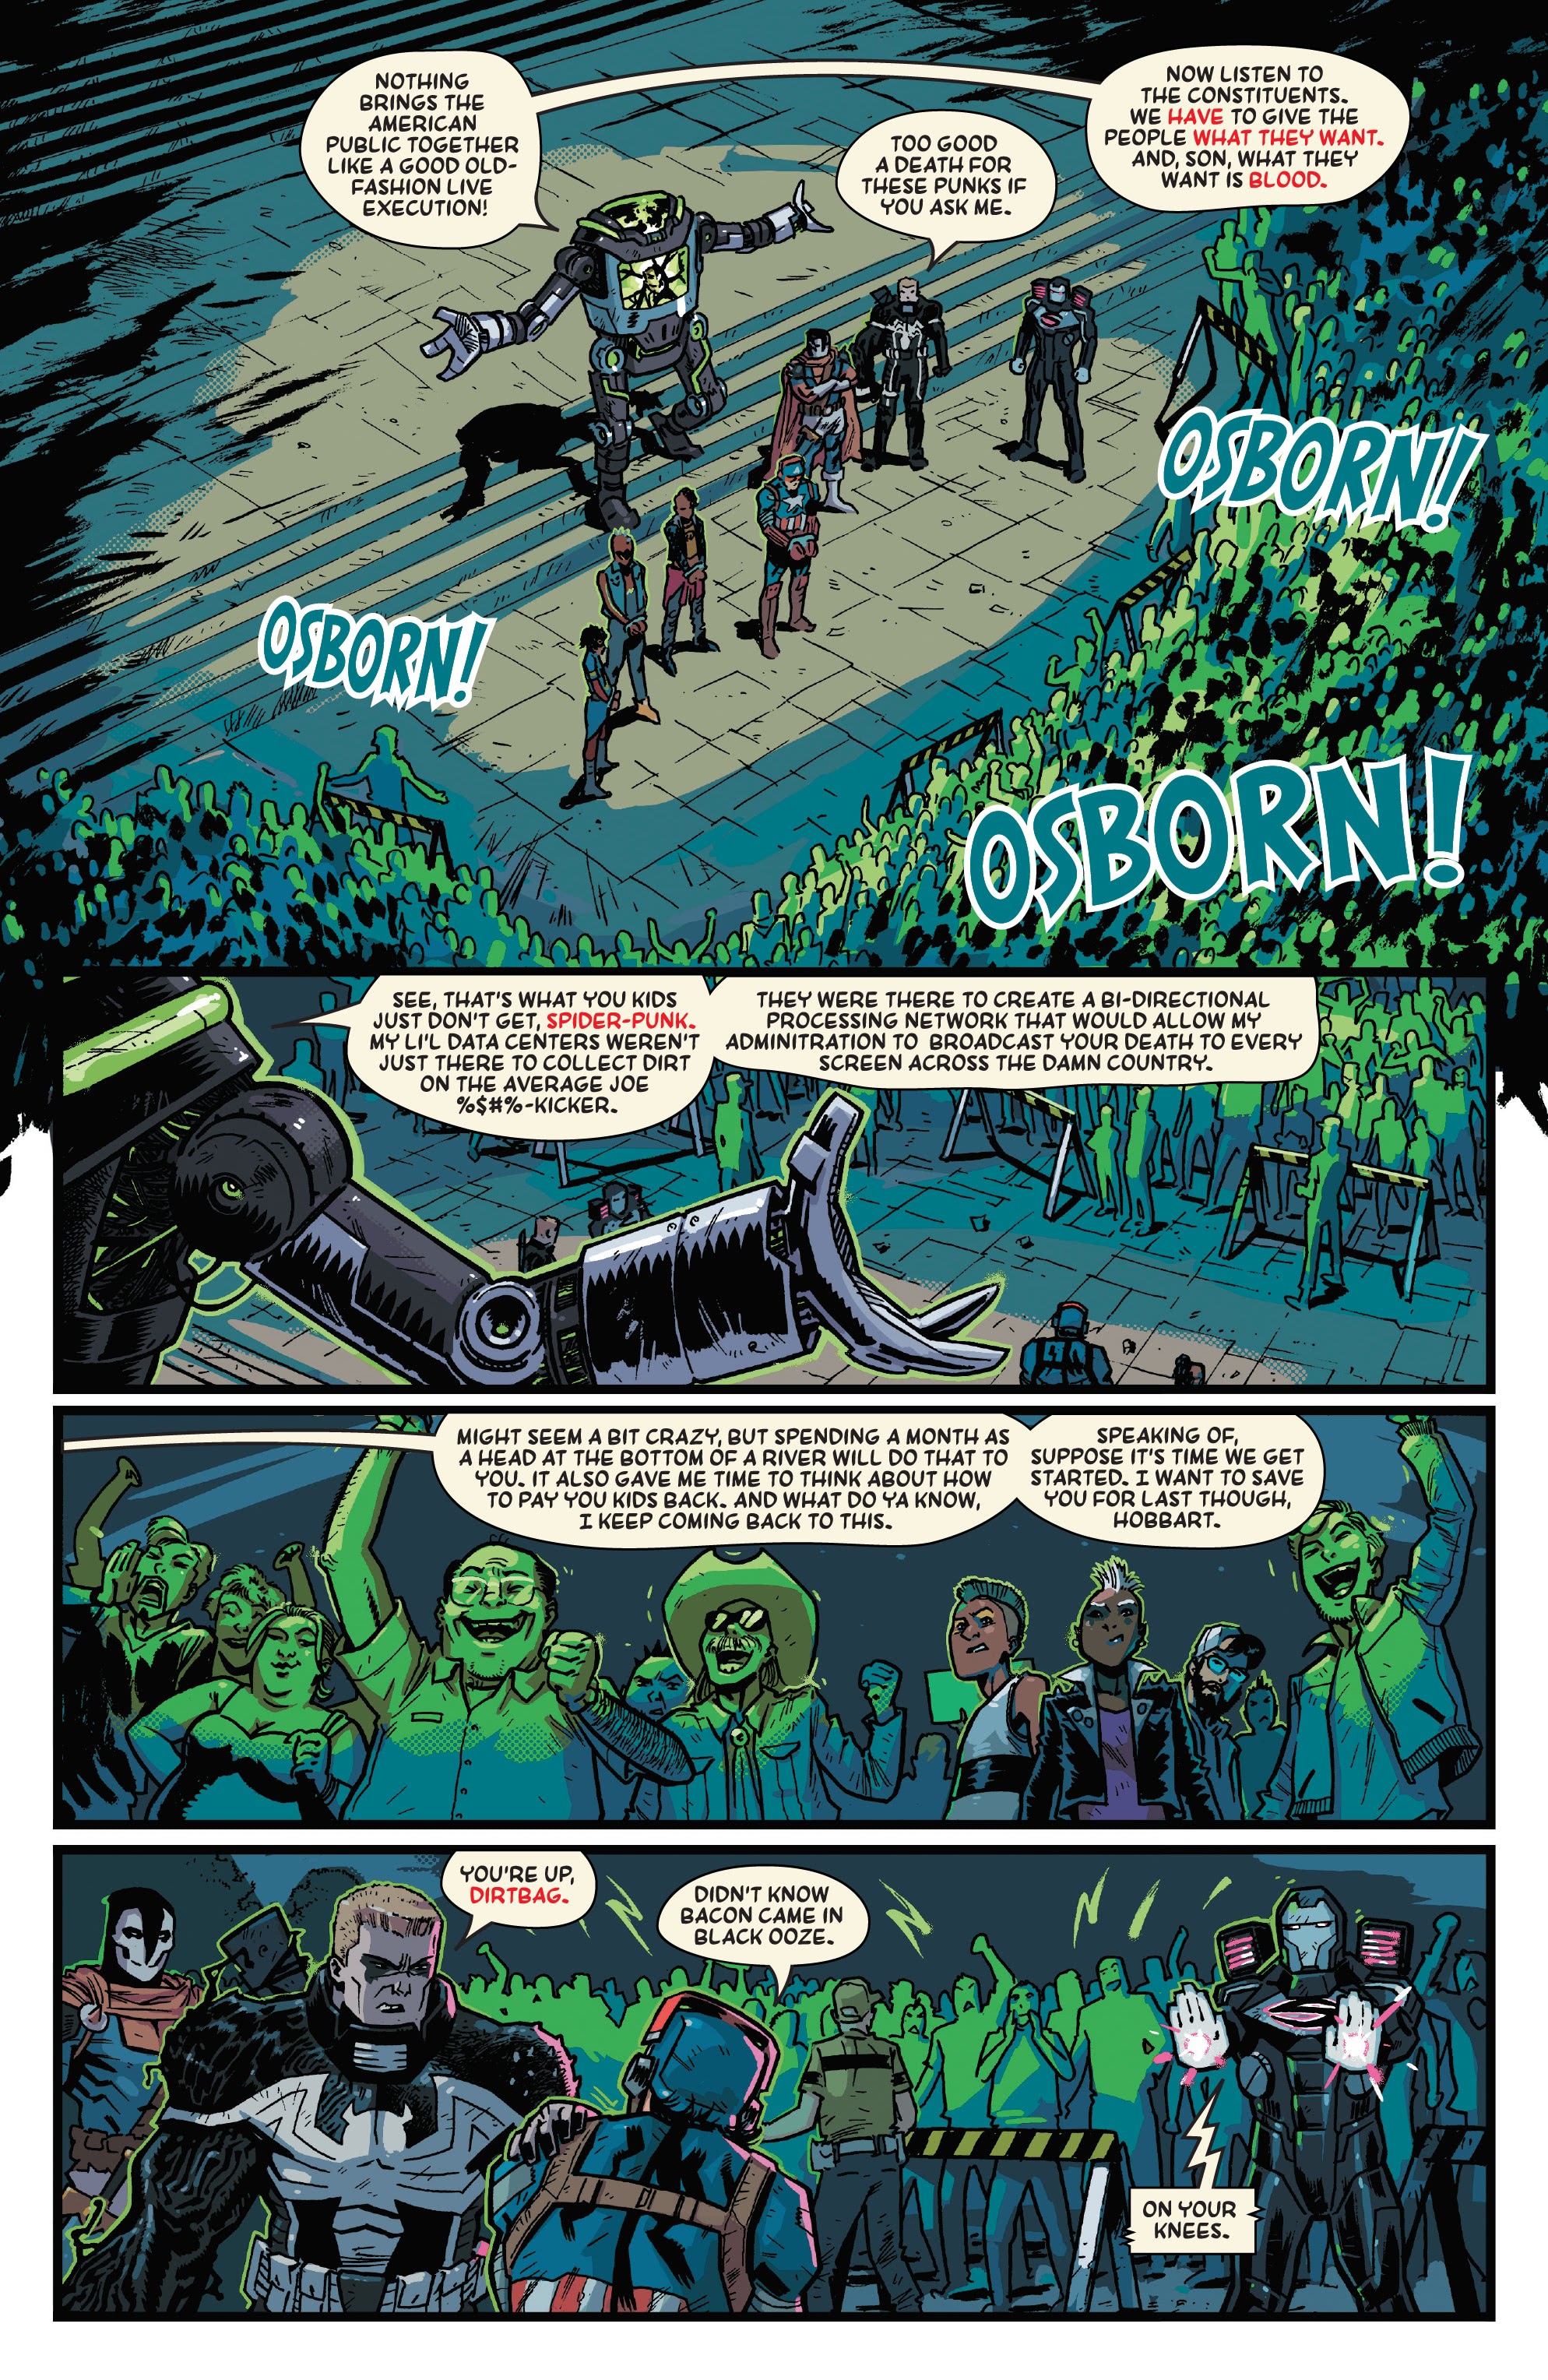 NOTHING
BRINGS THE
AMERICAN
PUBLIC TOGETHER
LIKE A GOOD OLD-
FASHION LIVE
EXECUTION!
TOO GOOD
A DEATH FOR
THESE PUNKS IF
YOU ASK ME.
NOW LISTEN TO
THE CONSTITUENTS.
WE HAVE TO GIVE THE
PEOPLE WHAT THEY WANT.
AND, SON, WHAT THEY
WANT IS BLOOD.
OSBORN!
OSBORN!
OSBORN!
SEE, THAT'S WHAT YOU KIDS
JUST DON'T GET, SPIDER-PUNK.
MY LI'L DATA CENTERS WEREN'T
JUST THERE TO COLLECT DIRT
ON THE AVERAGE JOE
%$#%-KICKER.
THEY WERE THERE TO CREATE A BI-DIRECTIONAL
PROCESSING NETWORK THAT WOULD ALLOW MY
ADMINITRATION TO BROADCAST YOUR DEATH TO EVERY
SCREEN ACROSS THE DAMN COUNTRY.
MIGHT SEEM A BIT CRAZY, BUT SPENDING A MONTH AS
A HEAD AT THE BOTTOM OF A RIVER WILL DO THAT TO
YOU. IT ALSO GAVE ME TIME TO THINK ABOUT HOW
TO PAY YOU KIDS BACK. AND WHAT DO YA KNOW,
I KEEP COMING BACK TO THIS.
SPEAKING OF,
SUPPOSE IT'S TIME WE GET
STARTED. I WANT TO SAVE
YOU FOR LAST THOUGH,
HOBBART.
YOU'RE UP,
DIRTBAG.
DIDN'T KNOW
BACON CAME IN
BLACK OOZE.
ON YOUR
KNEES.